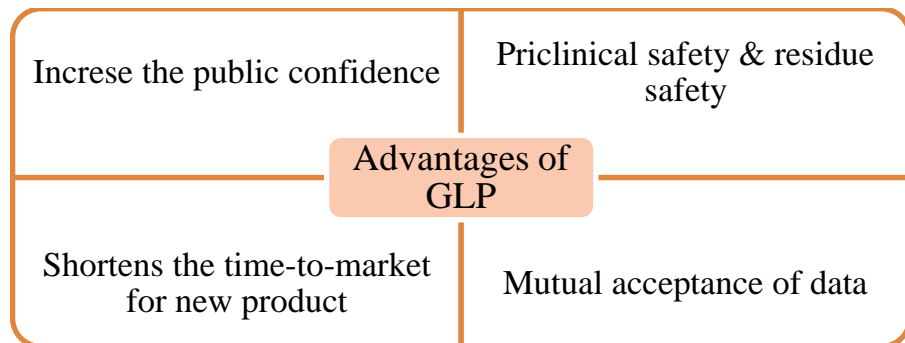 Increse the public confidence
Priclinical safety & residue
safety
Advantages of
GLP
Shortens the time-to-market
for new product
Mutual acceptance of data